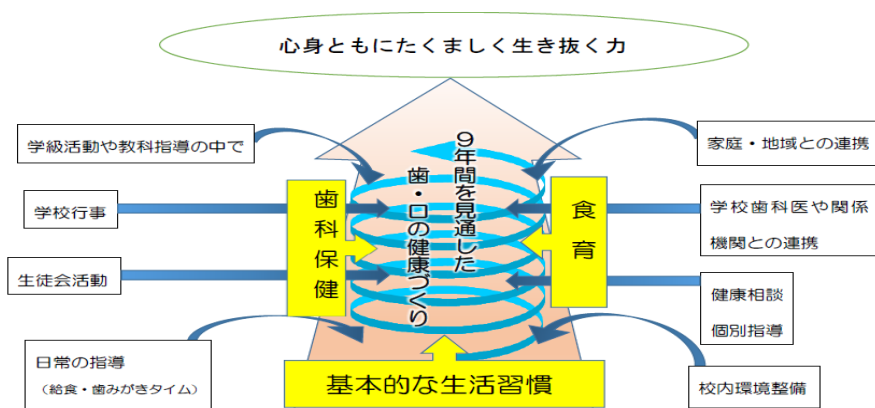 心身ともにたくましく生き抜く力
学級活動や教科指導の中で
学校行事
生徒会活動
日常の指導
（給食・歯みがきタイム）
歯科保健
9年間を見通した
歯・口の健康づくり
食育
基本的な生活習慣
家庭・地域との連携
学校歯科医や関係
機関との連携
健康相談
個別指導
校内環境整備